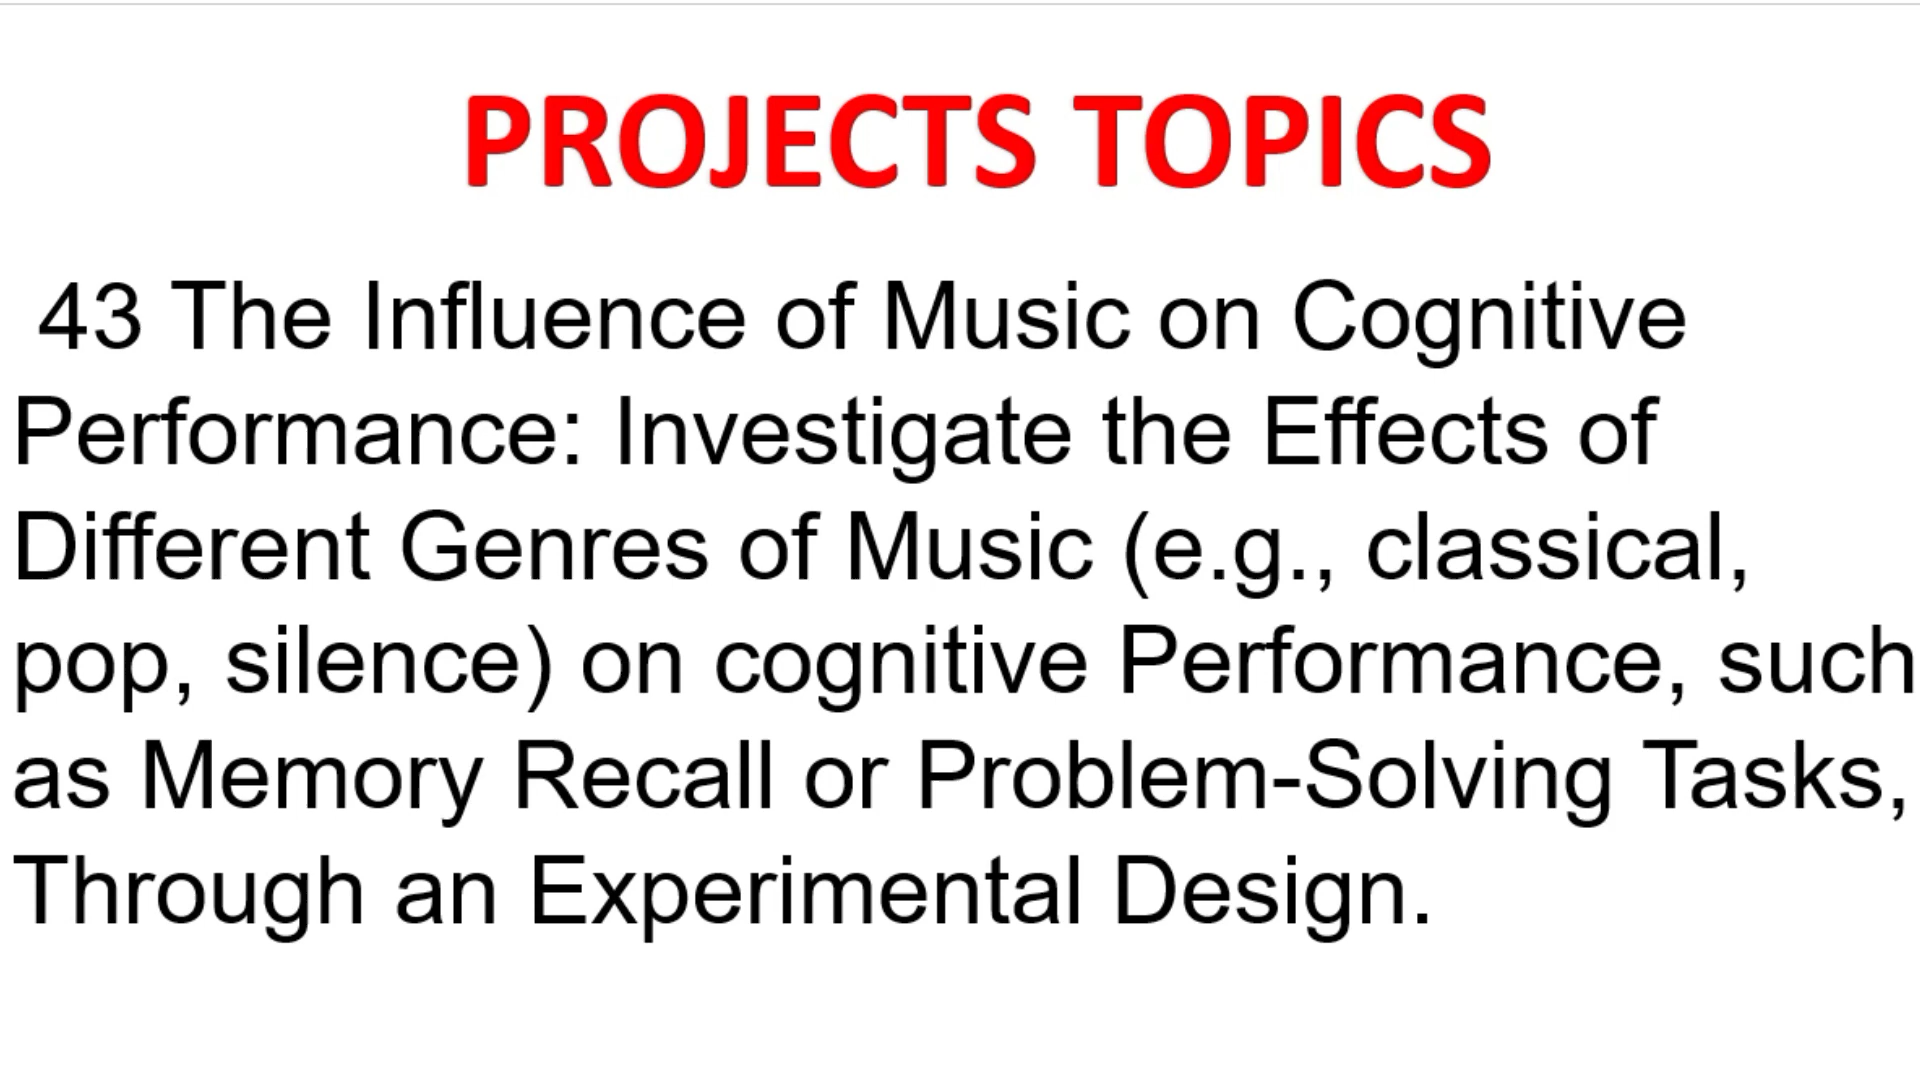 PROJECTS TOPICS
43 The Influence of Music on Cognitive
Performance: Investigate the Effects of
Different Genres of Music (e.g., classical,
pop, silence) on cognitive Performance, such
as Memory Recall or Problem-Solving Tasks,
Through an Experimental Design.